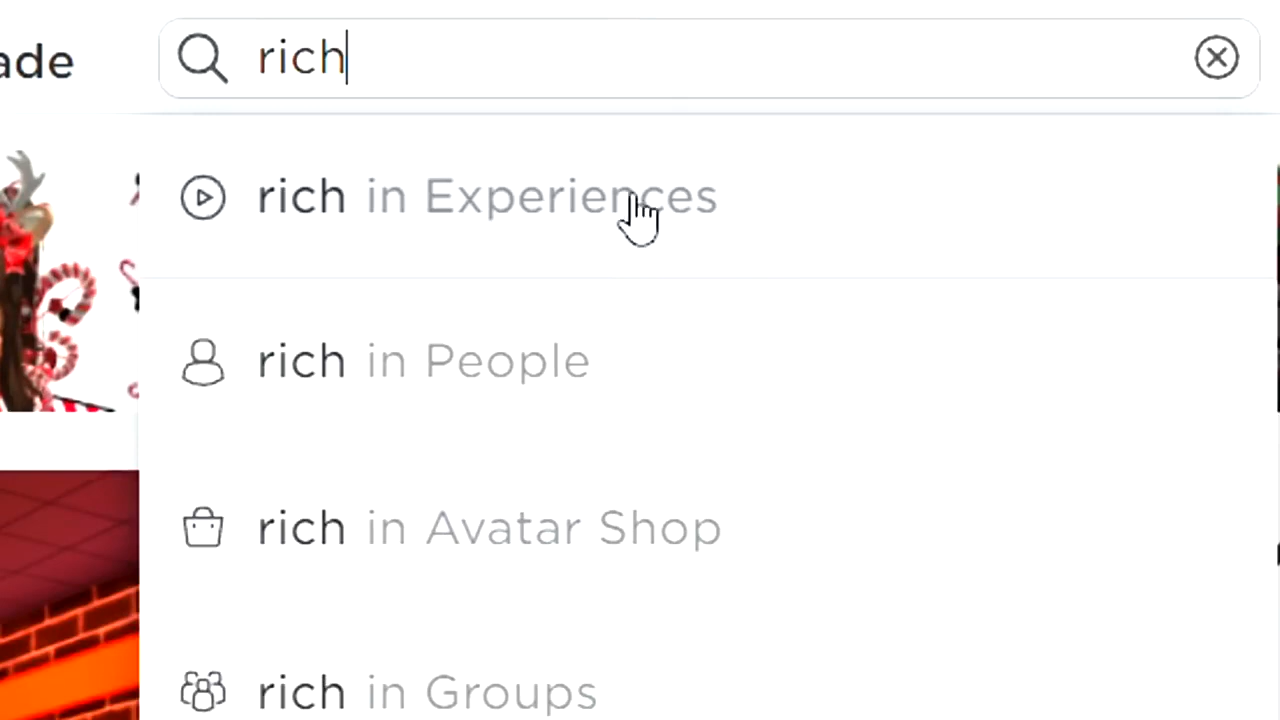 ade
rich
rich in Experiences
rich in People
rich in Avatar Shop
rich in Groups